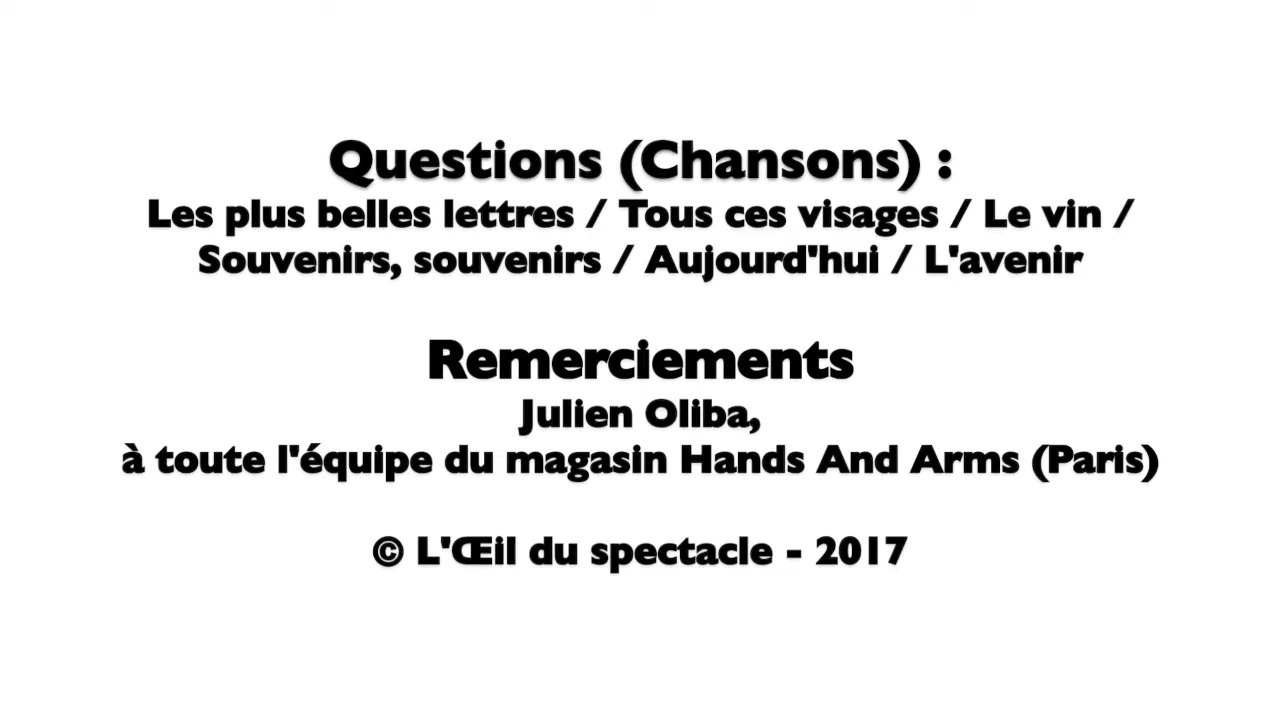 Questions (Chansons) :
Les plus belles lettres / Tous ces visages / Le vin /
Souvenirs, souvenirs / Aujourd'hui / L'avenir
Remerciements
Julien Oliba,
à toute l'équipe du magasin Hands And Arms (Paris)
© L'Œil du spectacle - 2017